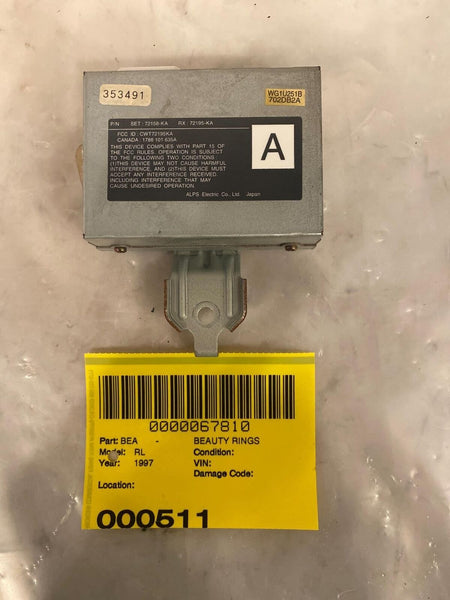 353491
WG1U251B
702DB2A
P/N SET : 72158-KA RX : 72195-KA
FCC ID : CWT72195KA
CANADA : 1788 101 635A
THIS DEVICE COMPLIES WITH PART 15 OF
THE FCC RULES. OPERATION IS SUBJECT
TO THE FOLLOWING TWO CONDITIONS :
(1)THIS DEVICE MAY NOT CAUSE HARMFUL
INTERFERENCE, AND (2)THIS DEVICE MUST
ACCEPT ANY INTERFERENCE RECEIVED,
INCLUDING INTERFERENCE THAT MAY
CAUSE UNDESIRED OPERATION.
ALPS Electric Co., Ltd. Japan
A
0000067810
Part: BEA - BEAUTY RINGS
Model: RL Condition:
Year: 1997 VIN:
Damage Code:
Location:
000511